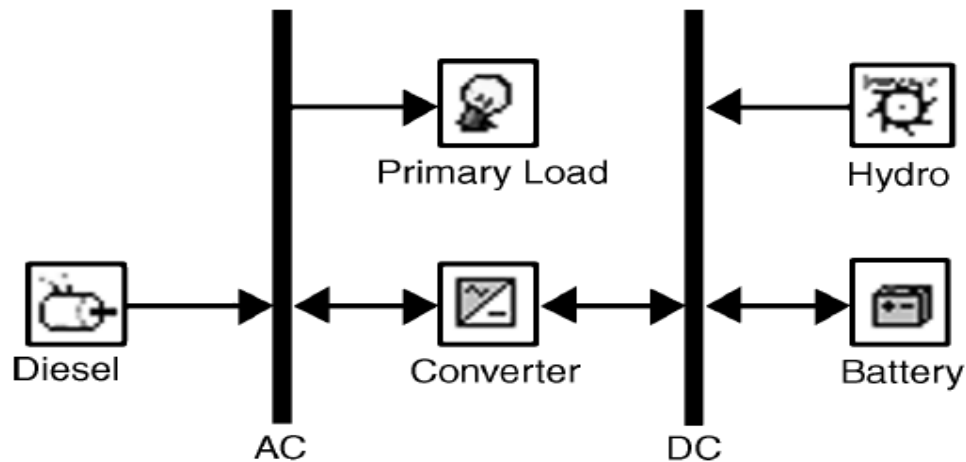 Primary Load
Hydro
Diesel
Converter
Battery
AC
DC